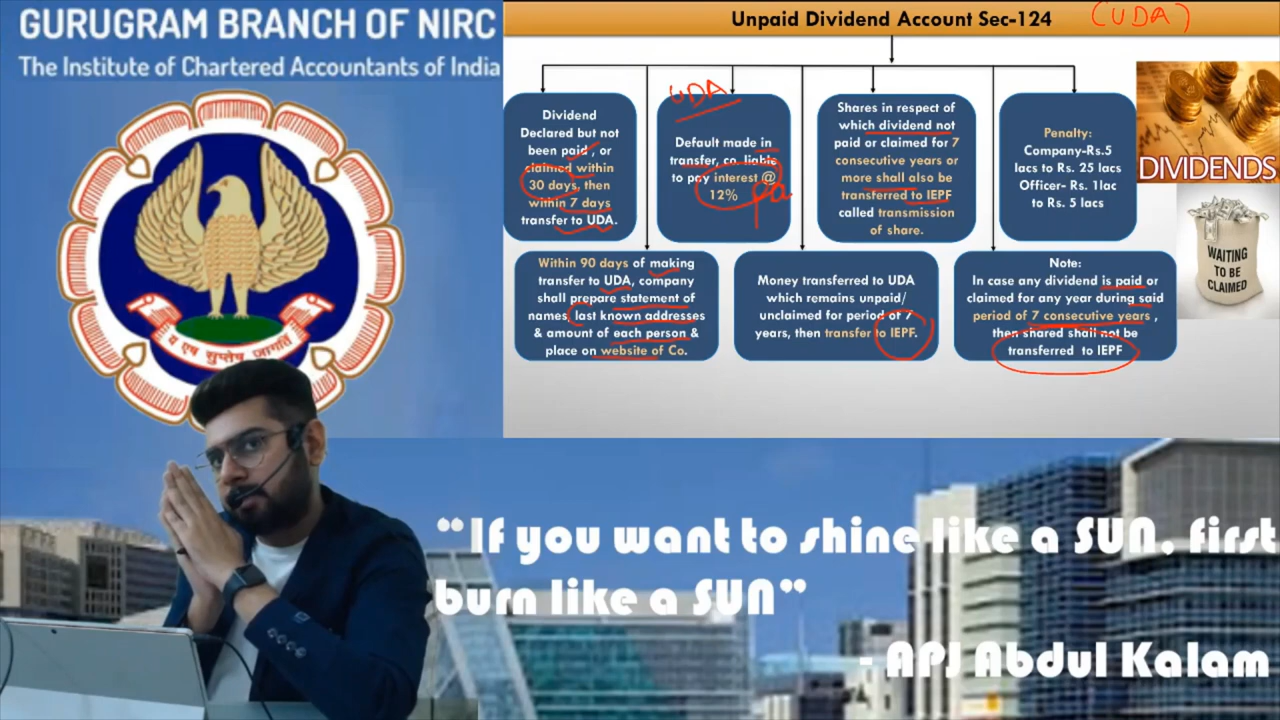 GURUGRAM BRANCH OF NIRC
The Institute of Chartered Accountants of India
य एष सुप्तेषु जागर्ति
Unpaid Dividend Account Sec-124
(UDA)
Dividend
Declared but not
been paid , or
claimed within
30 days, then
within 7 days
transfer to UDA.
UDA
Default made in
transfer, co. liable
to pay interest @
12%
pa
Shares in respect of
which dividend not
paid or claimed for 7
consecutive years or
more shall also be
transferred to IEPF
called transmission
of share.
Penalty:
Company-Rs.5
lacs to Rs. 25 lacs
Officer- Rs. 1lac
to Rs. 5 lacs
DIVIDENDS
Within 90 days of making
transfer to UDA, company
shall prepare statement of
names, last known addresses
& amount of each person &
place on website of Co.
Money transferred to UDA
which remains unpaid/
unclaimed for period of 7
years, then transfer to IEPF.
Note:
In case any dividend is paid or
claimed for any year during said
period of 7 consecutive years ,
then shared shall not be
transferred to IEPF
WAITING
TO BE
CLAIMED
“If you want to shine like a SUN, first
burn like a SUN”
- APJ Abdul Kalam